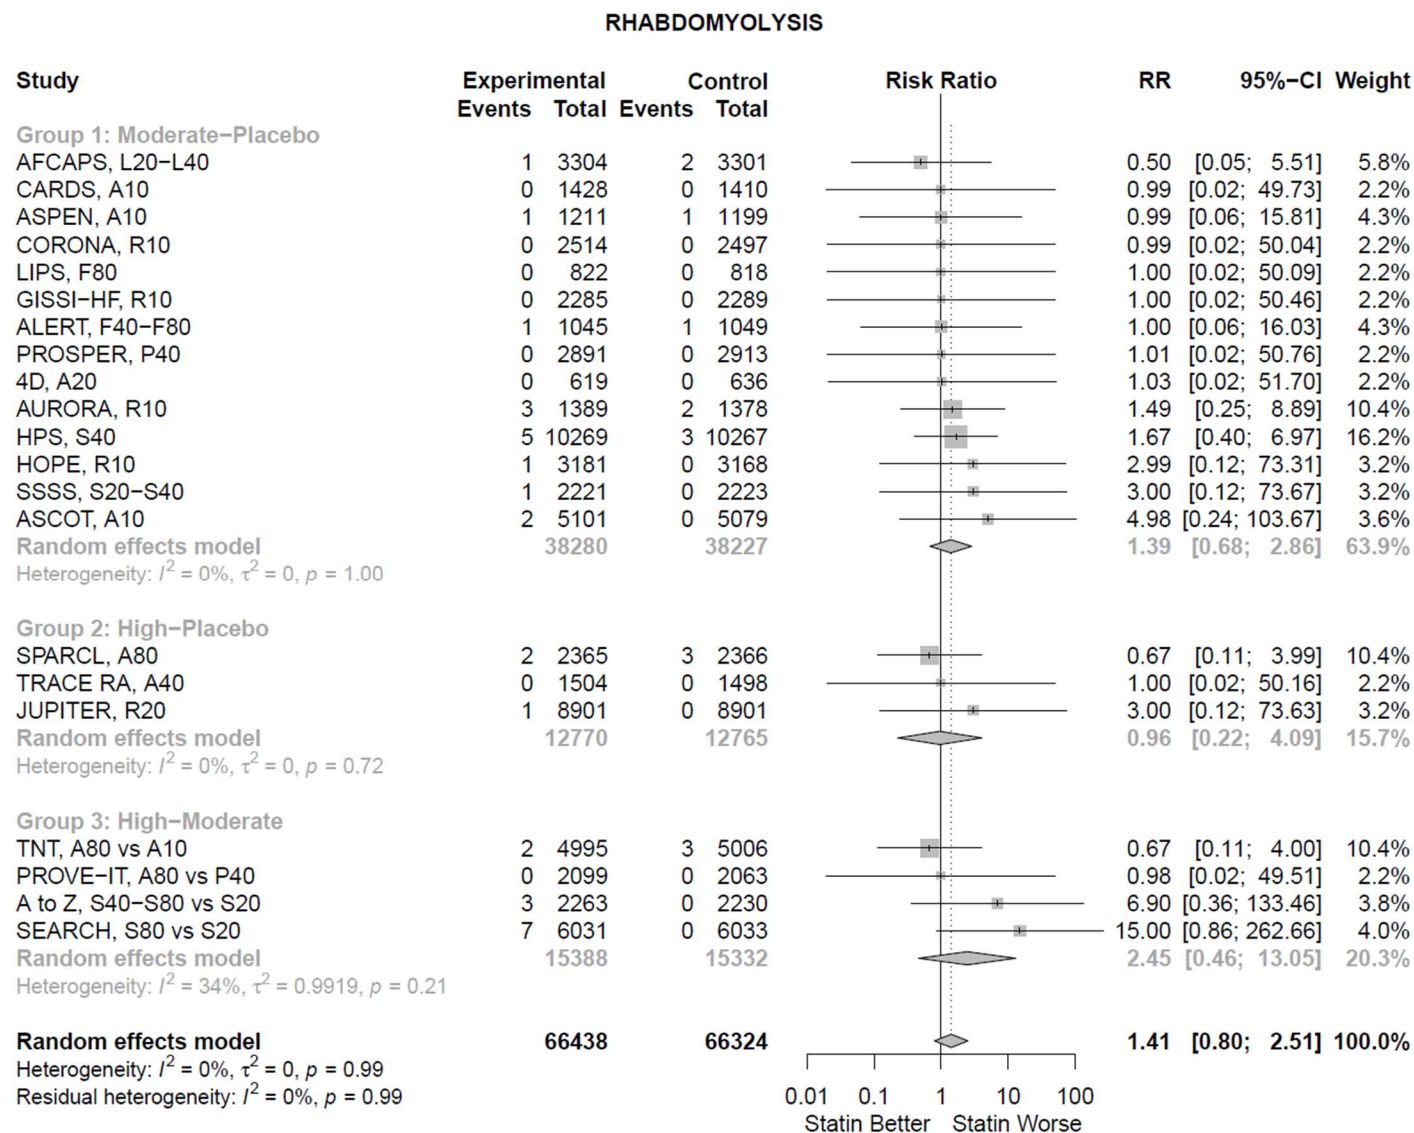 RHABDOMYOLYSIS
Study Experimental Control Risk Ratio RR 95%−CI Weight
Events Total Events Total
Group 1: Moderate−Placebo
AFCAPS, L20−L40 1 3304 2 3301 0.50 [0.05; 5.51] 5.8%
CARDS, A10 0 1428 0 1410 0.99 [0.02; 49.73] 2.2%
ASPEN, A10 1 1211 1 1199 0.99 [0.06; 15.81] 4.3%
CORONA, R10 0 2514 0 2497 0.99 [0.02; 50.04] 2.2%
LIPS, F80 0 822 0 818 1.00 [0.02; 50.09] 2.2%
GISSI−HF, R10 0 2285 0 2289 1.00 [0.02; 50.46] 2.2%
ALERT, F40−F80 1 1045 1 1049 1.00 [0.06; 16.03] 4.3%
PROSPER, P40 0 2891 0 2913 1.01 [0.02; 50.76] 2.2%
4D, A20 0 619 0 636 1.03 [0.02; 51.70] 2.2%
AURORA, R10 3 1389 2 1378 1.49 [0.25; 8.89] 10.4%
HPS, S40 5 10269 3 10267 1.67 [0.40; 6.97] 16.2%
HOPE, R10 1 3181 0 3168 2.99 [0.12; 73.31] 3.2%
SSSS, S20−S40 1 2221 0 2223 3.00 [0.12; 73.67] 3.2%
ASCOT, A10 2 5101 0 5079 4.98 [0.24; 103.67] 3.6%
Random effects model 38280 38227 1.39 [0.68; 2.86] 63.9%
Heterogeneity: I² = 0%, τ² = 0, p = 1.00
Group 2: High−Placebo
SPARCL, A80 2 2365 3 2366 0.67 [0.11; 3.99] 10.4%
TRACE RA, A40 0 1504 0 1498 1.00 [0.02; 50.16] 2.2%
JUPITER, R20 1 8901 0 8901 3.00 [0.12; 73.63] 3.2%
Random effects model 12770 12765 0.96 [0.22; 4.09] 15.7%
Heterogeneity: I² = 0%, τ² = 0, p = 0.72
Group 3: High−Moderate
TNT, A80 vs A10 2 4995 3 5006 0.67 [0.11; 4.00] 10.4%
PROVE−IT, A80 vs P40 0 2099 0 2063 0.98 [0.02; 49.51] 2.2%
A to Z, S40−S80 vs S20 3 2263 0 2230 6.90 [0.36; 133.46] 3.8%
SEARCH, S80 vs S20 7 6031 0 6033 15.00 [0.86; 262.66] 4.0%
Random effects model 15388 15332 2.45 [0.46; 13.05] 20.3%
Heterogeneity: I² = 34%, τ² = 0.9919, p = 0.21
Random effects model 66438 66324 1.41 [0.80; 2.51] 100.0%
Heterogeneity: I² = 0%, τ² = 0, p = 0.99
Residual heterogeneity: I² = 0%, p = 0.99
0.01 0.1 1 10 100
Statin Better Statin Worse